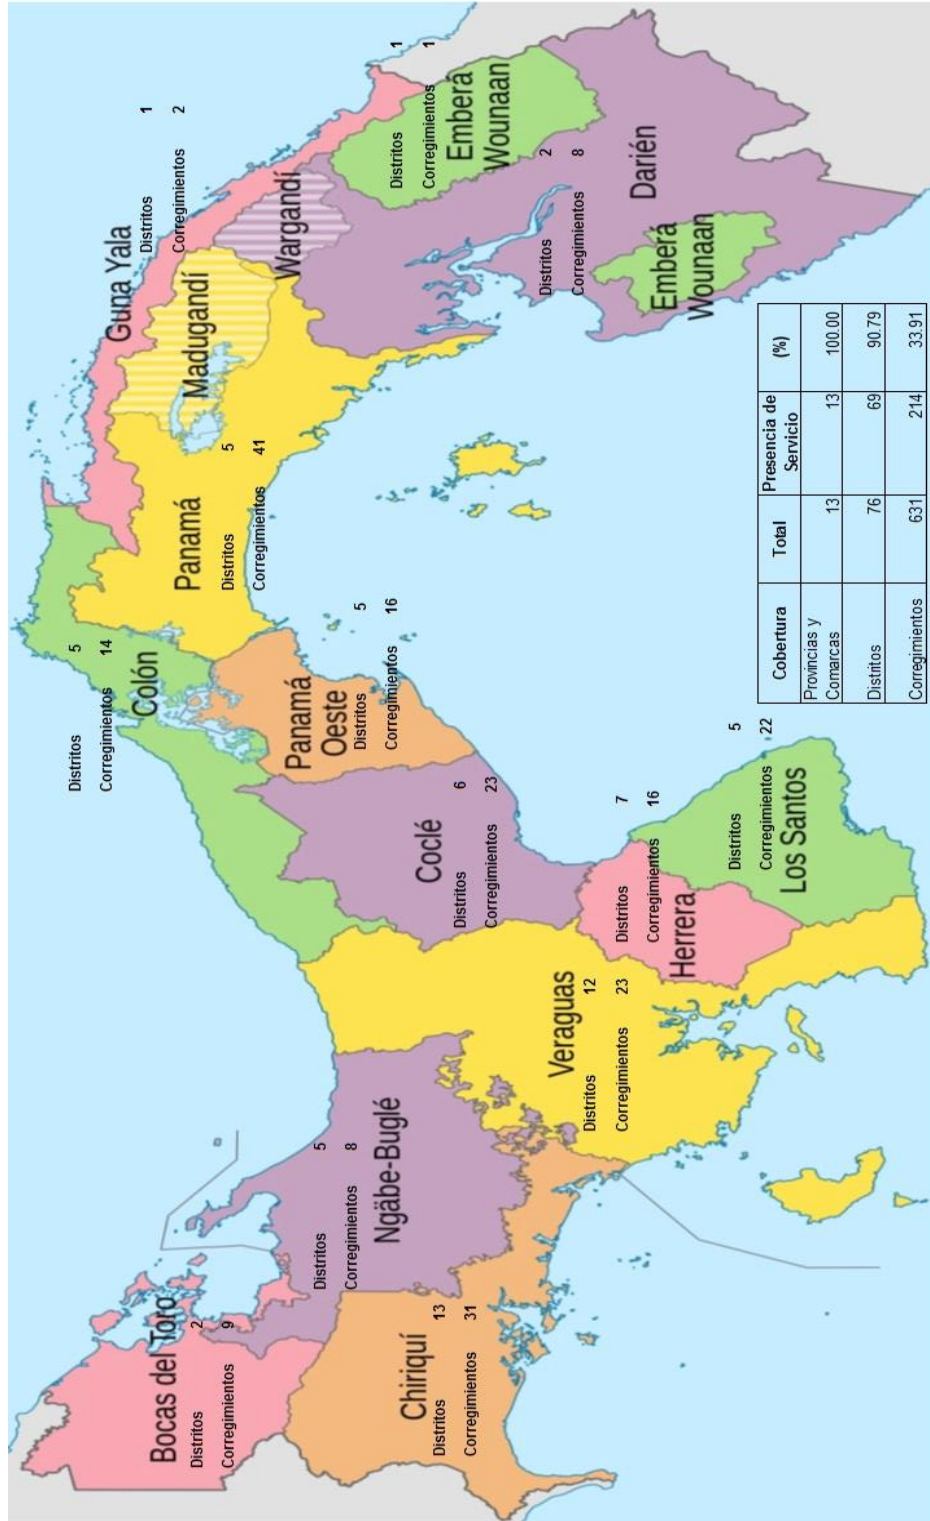 Bocas del Toro
Distritos 2
Corregimientos 9
Chiriquí
Distritos 13
Corregimientos 31
Ngäbe-Buglé
Distritos 5
Corregimientos 8
Veraguas
Distritos 12
Corregimientos 23
Coclé
Distritos 6
Corregimientos 23
Herrera
Distritos 7
Corregimientos 16
Los Santos
Distritos 5
Corregimientos 22
Colón
Distritos 5
Corregimientos 14
Panamá
Oeste
Distritos 5
Corregimientos 16
Panamá
Distritos 5
Corregimientos 41
Guna Yala
Distritos 1
Corregimientos 2
Madugandí
Wargandí
Emberá
Wounaan
Distritos 1
Corregimientos 1
Darién
Distritos 2
Corregimientos 8
Emberá
Wounaan
Cobertura Total Presencia de Servicio (%)
Provincias y Comarcas 13 13 100.00
Distritos 76 69 90.79
Corregimientos 631 214 33.91